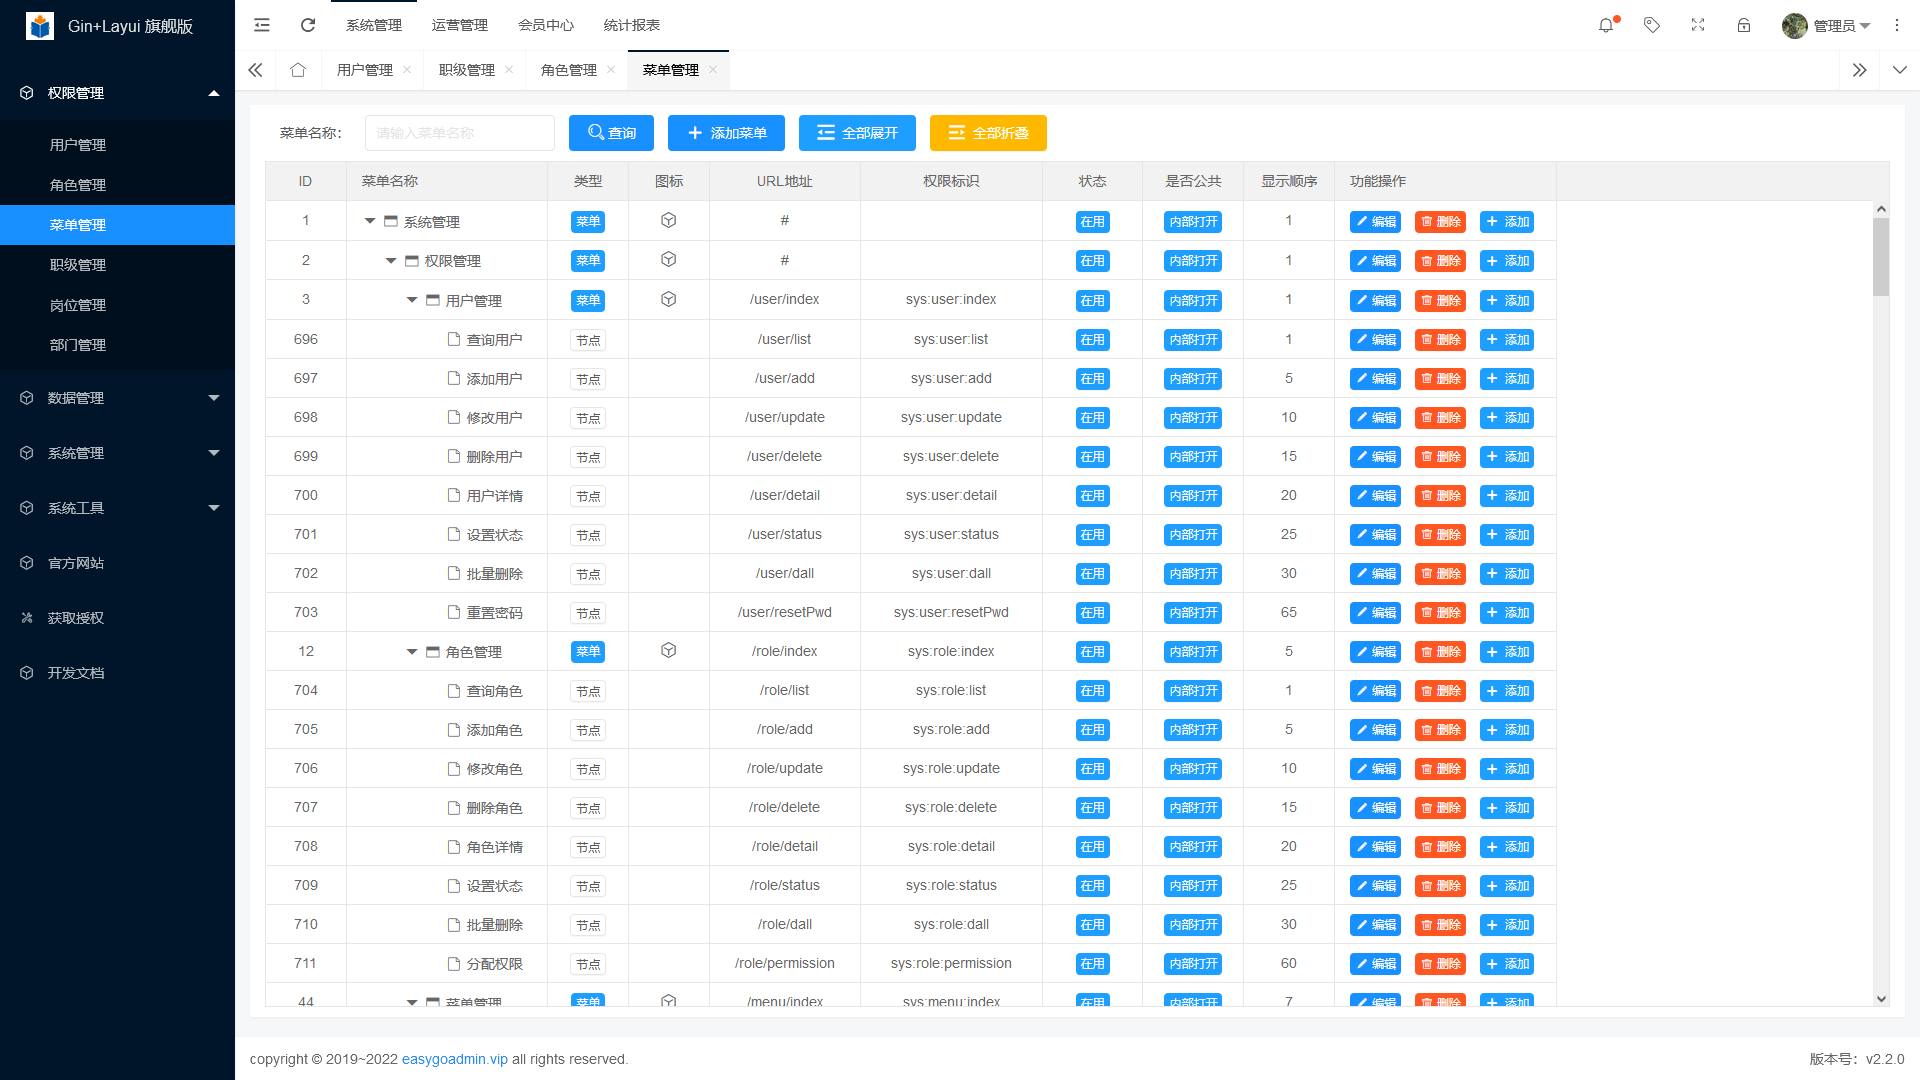 Gin+Layui 旗舰版
系统管理 运营管理 会员中心 统计报表
管理员
用户管理 职级管理 角色管理 菜单管理
权限管理
用户管理
角色管理
菜单管理
职级管理
岗位管理
部门管理
数据管理
系统管理
系统工具
官方网站
获取授权
开发文档
菜单名称： 请输入菜单名称 查询 添加菜单 全部展开 全部折叠
ID 菜单名称 类型 图标 URL地址 权限标识 状态 是否公共 显示顺序 功能操作
1 系统管理 菜单 # 在用 内部打开 1 编辑 删除 添加
2 权限管理 菜单 # 在用 内部打开 1 编辑 删除 添加
3 用户管理 菜单 /user/index sys:user:index 在用 内部打开 1 编辑 删除 添加
696 查询用户 节点 /user/list sys:user:list 在用 内部打开 1 编辑 删除 添加
697 添加用户 节点 /user/add sys:user:add 在用 内部打开 5 编辑 删除 添加
698 修改用户 节点 /user/update sys:user:update 在用 内部打开 10 编辑 删除 添加
699 删除用户 节点 /user/delete sys:user:delete 在用 内部打开 15 编辑 删除 添加
700 用户详情 节点 /user/detail sys:user:detail 在用 内部打开 20 编辑 删除 添加
701 设置状态 节点 /user/status sys:user:status 在用 内部打开 25 编辑 删除 添加
702 批量删除 节点 /user/dall sys:user:dall 在用 内部打开 30 编辑 删除 添加
703 重置密码 节点 /user/resetPwd sys:user:resetPwd 在用 内部打开 65 编辑 删除 添加
12 角色管理 菜单 /role/index sys:role:index 在用 内部打开 5 编辑 删除 添加
704 查询角色 节点 /role/list sys:role:list 在用 内部打开 1 编辑 删除 添加
705 添加角色 节点 /role/add sys:role:add 在用 内部打开 5 编辑 删除 添加
706 修改角色 节点 /role/update sys:role:update 在用 内部打开 10 编辑 删除 添加
707 删除角色 节点 /role/delete sys:role:delete 在用 内部打开 15 编辑 删除 添加
708 角色详情 节点 /role/detail sys:role:detail 在用 内部打开 20 编辑 删除 添加
709 设置状态 节点 /role/status sys:role:status 在用 内部打开 25 编辑 删除 添加
710 批量删除 节点 /role/dall sys:role:dall 在用 内部打开 30 编辑 删除 添加
711 分配权限 节点 /role/permission sys:role:permission 在用 内部打开 60 编辑 删除 添加
44 菜单管理 菜单 /menu/index sys:menu:index 在用 内部打开 7 编辑 删除 添加
copyright © 2019~2022 easygoadmin.vip all rights reserved.
版本号：v2.2.0